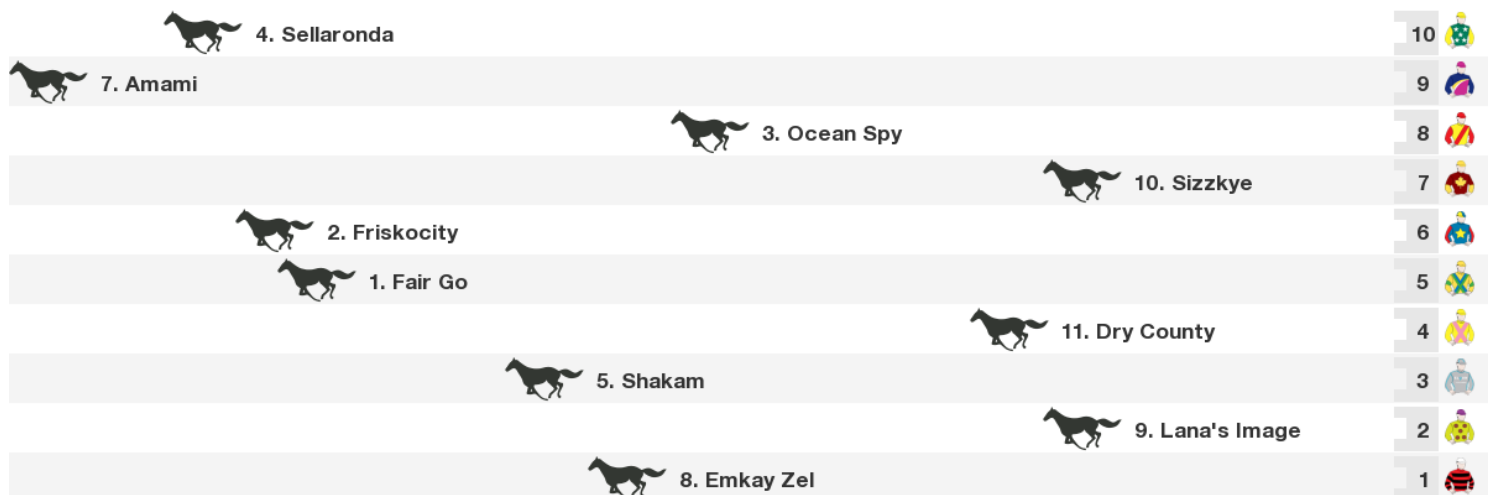 4. Sellaronda 10
7. Amami 9
3. Ocean Spy 8
10. Sizzkye 7
2. Friskocity 6
1. Fair Go 5
11. Dry County 4
5. Shakam 3
9. Lana's Image 2
8. Emkay Zel 1